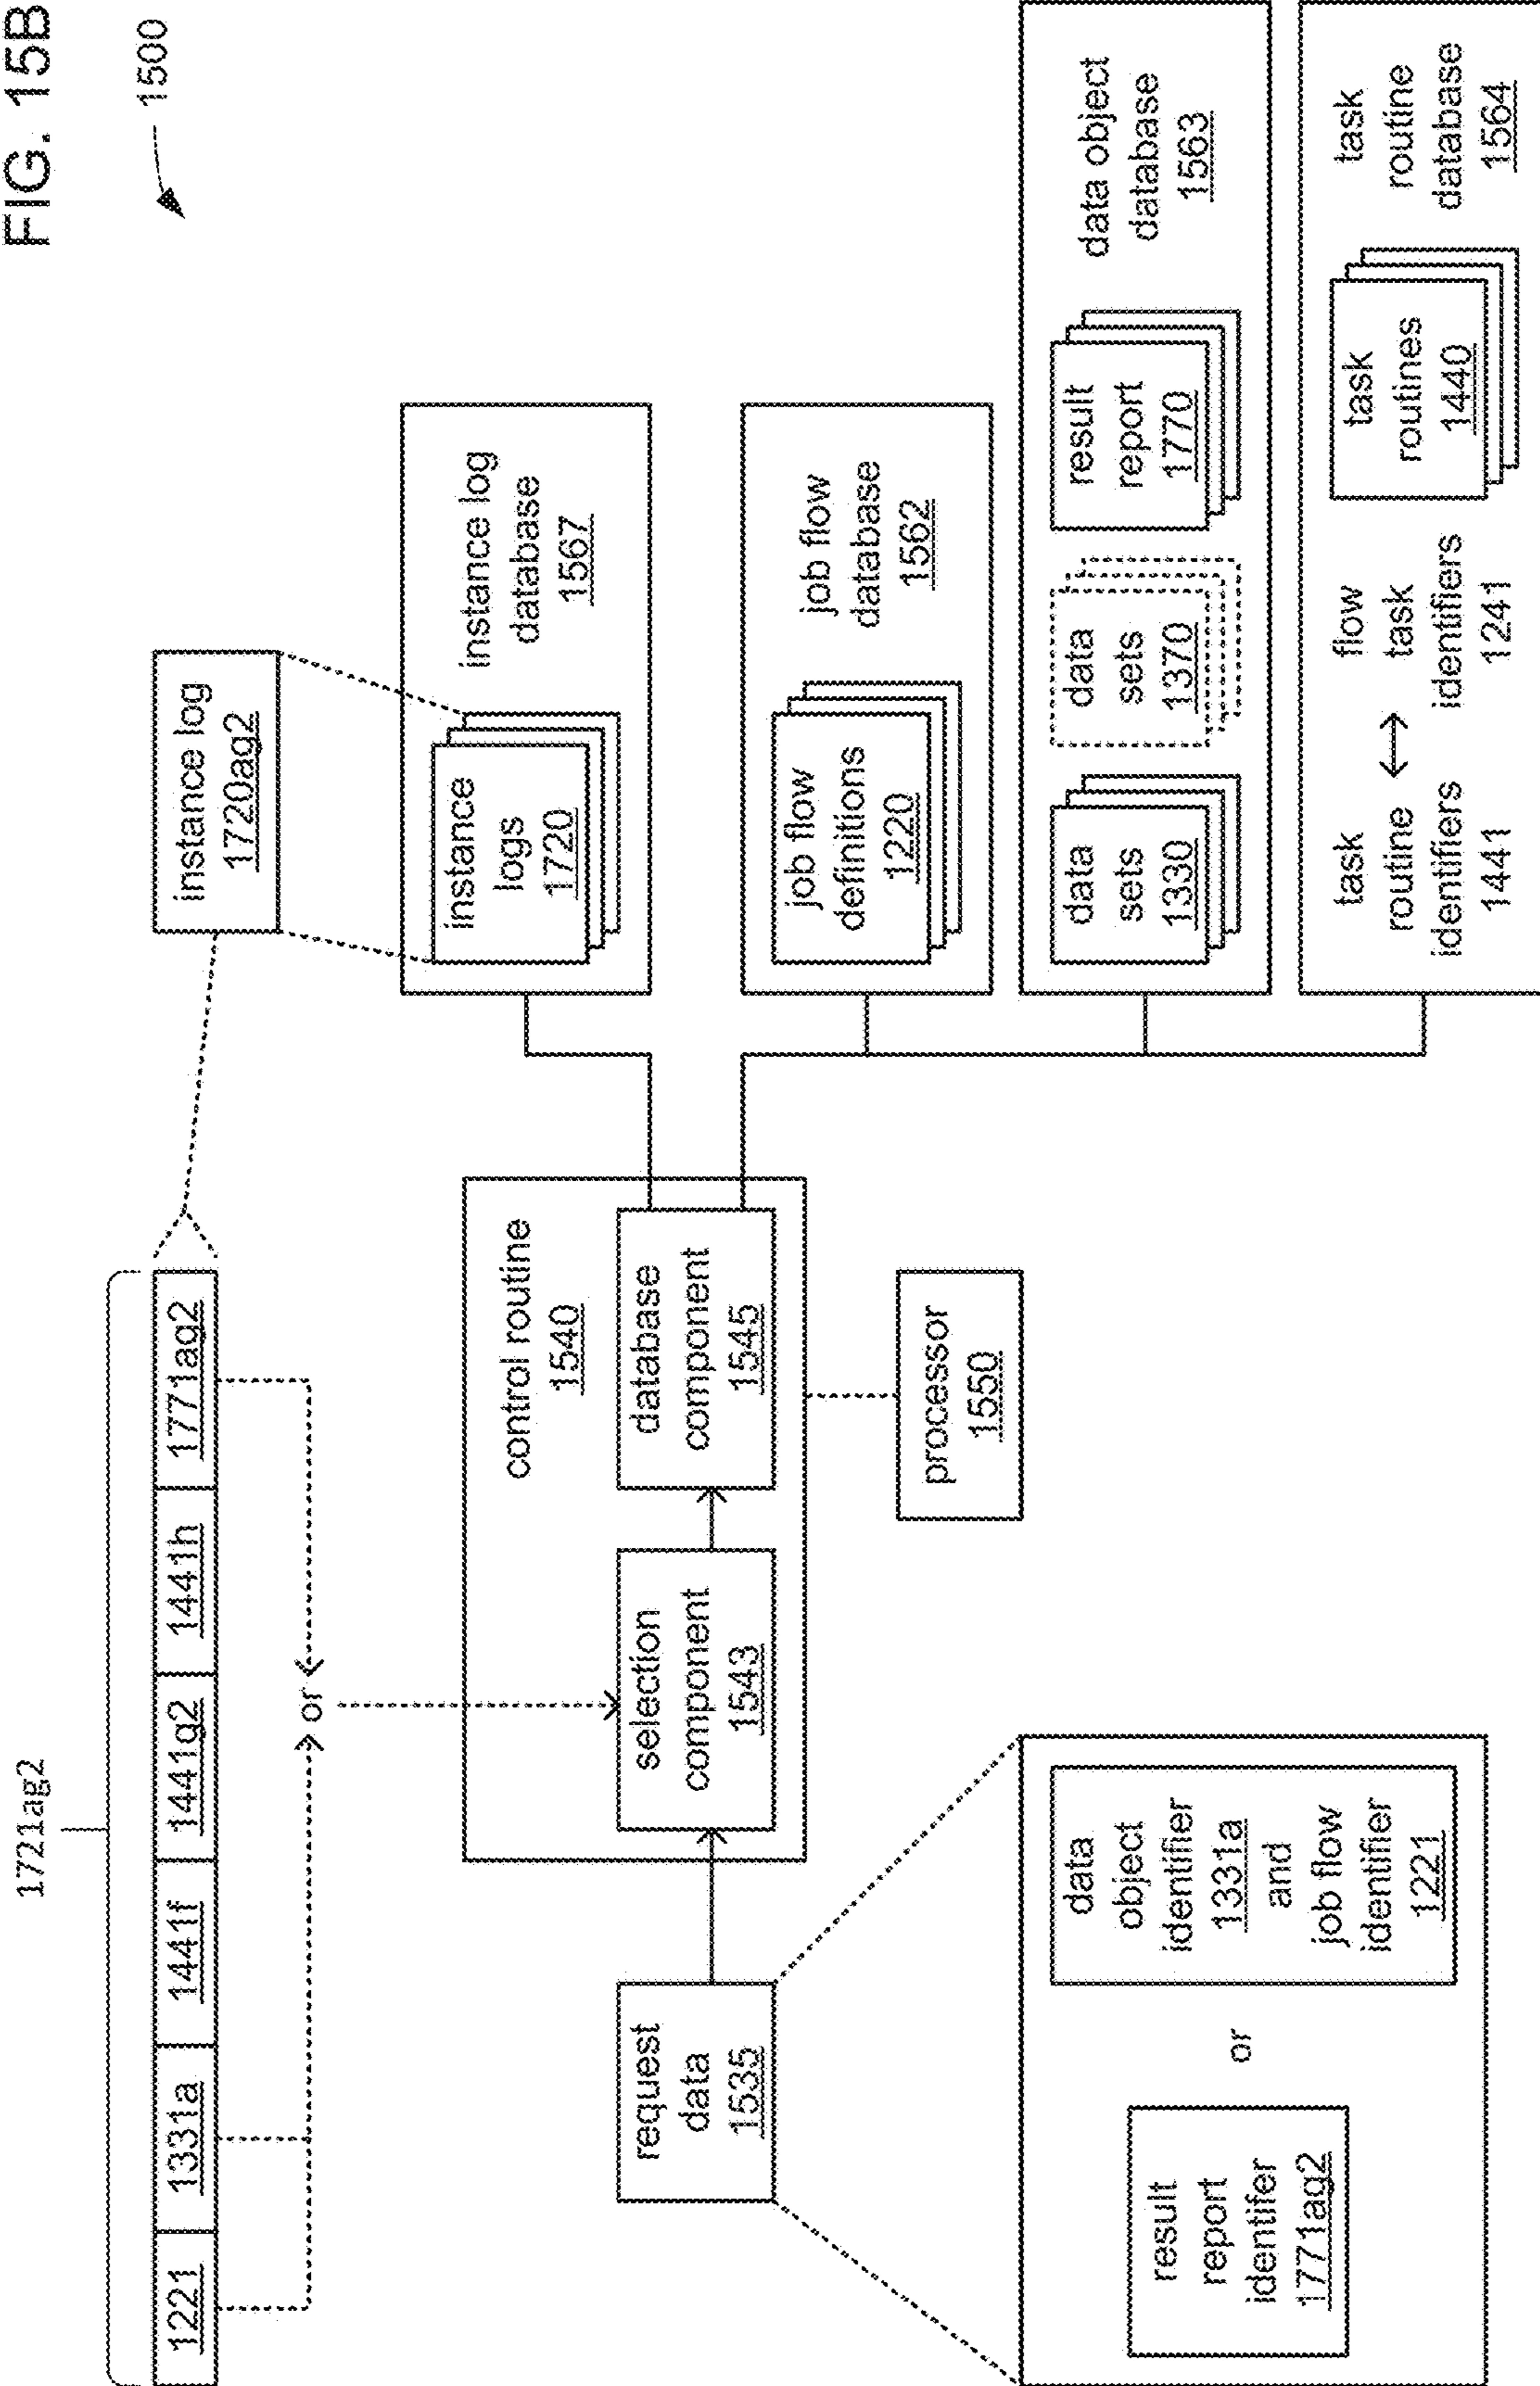 FIG. 15B
1500
1721ag2
1221
1331a
1441f
1441g2
1441h
1771ag2
instance log
1720ag2
or
request
data
1535
control routine
1540
selection
component
1543
database
component
1545
processor
1550
instance
logs
1720
instance log
database
1567
job flow
definitions
1220
job flow
database
1562
data
sets
1330
data
sets
1370
result
report
1770
data object
database
1563
task
routine
identifiers
1441
flow
task
identifiers
1241
task
routines
1440
task
routine
database
1564
result
report
identifer
1771ag2
or
data
object
identifier
1331a
and
job flow
identifier
1221